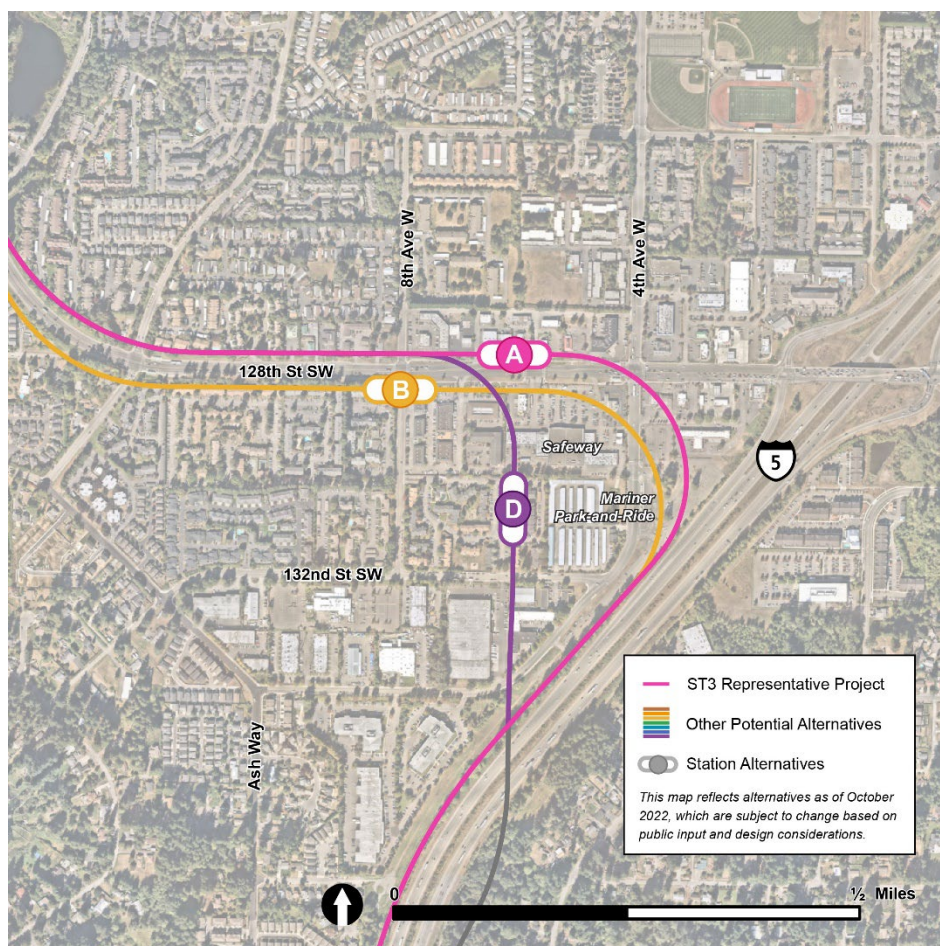 8th Ave W
4th Ave W
A
128th St SW
B
Safeway
5
Mariner
Park-and-Ride
D
132nd St SW
Ash Way
ST3 Representative Project
Other Potential Alternatives
Station Alternatives
This map reflects alternatives as of October
2022, which are subject to change based on
public input and design considerations.
0
½ Miles